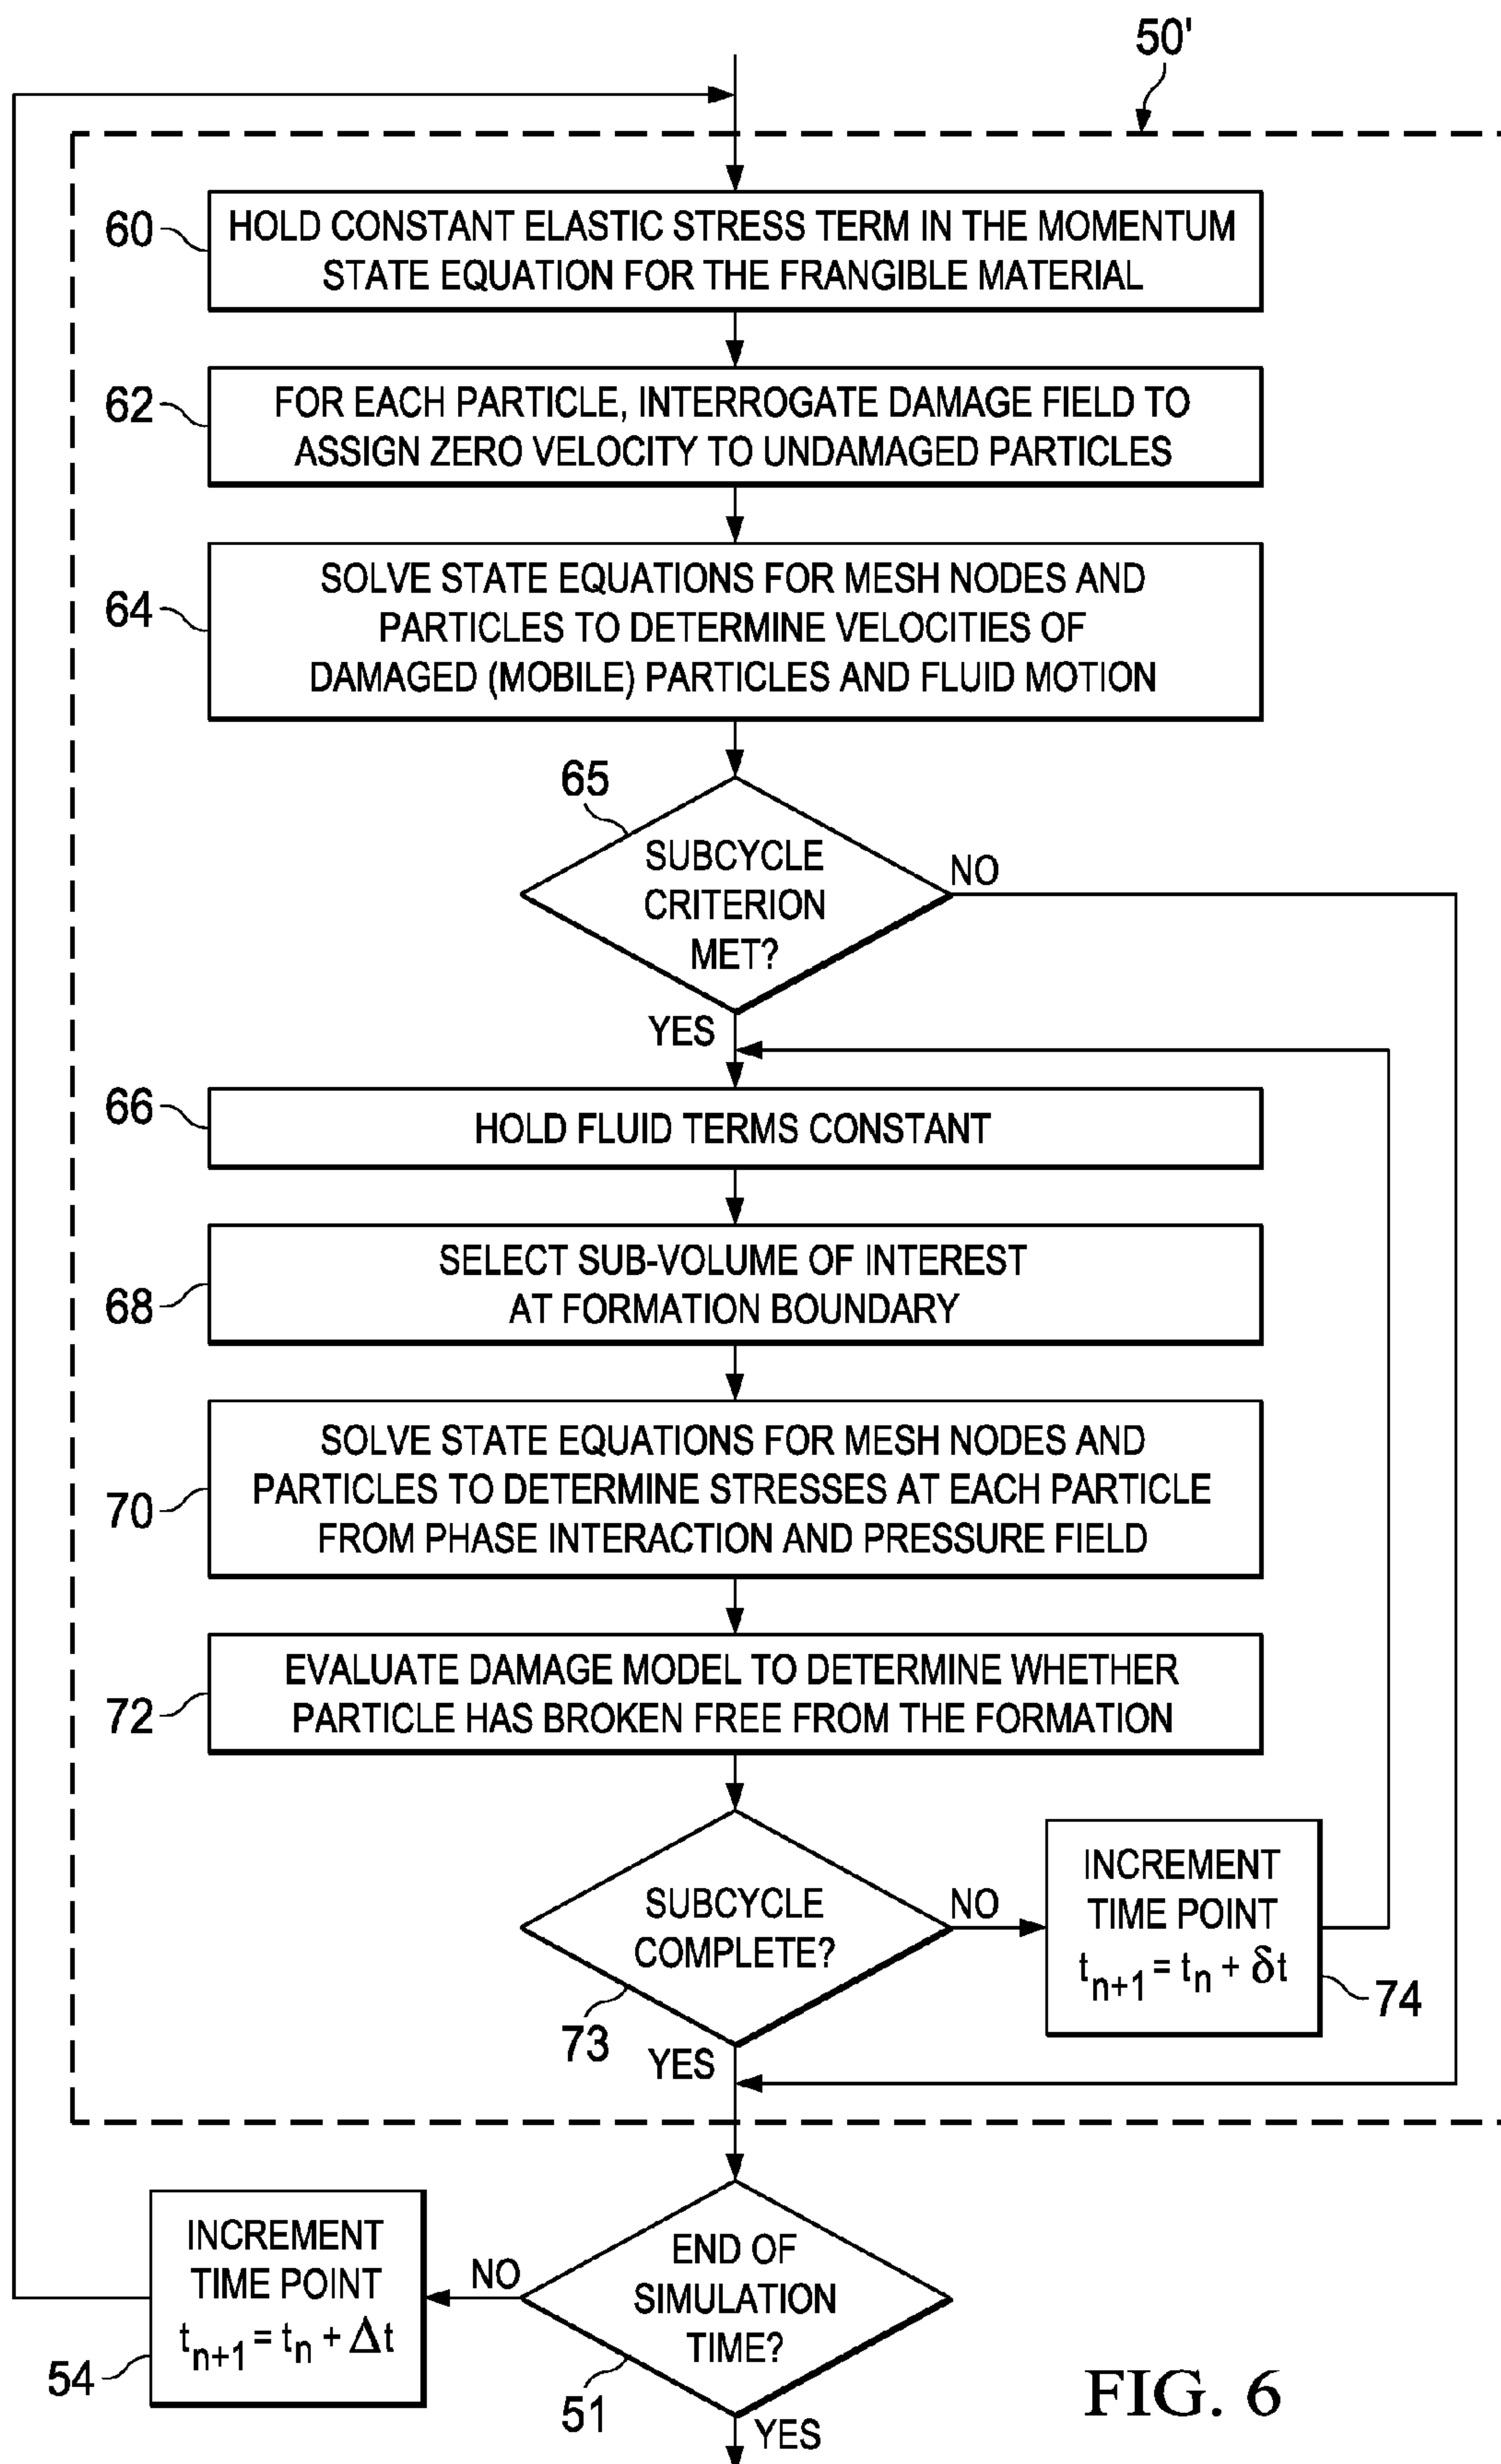 50'
60
HOLD CONSTANT ELASTIC STRESS TERM IN THE MOMENTUM
STATE EQUATION FOR THE FRANGIBLE MATERIAL
62
FOR EACH PARTICLE, INTERROGATE DAMAGE FIELD TO
ASSIGN ZERO VELOCITY TO UNDAMAGED PARTICLES
64
SOLVE STATE EQUATIONS FOR MESH NODES AND
PARTICLES TO DETERMINE VELOCITIES OF
DAMAGED (MOBILE) PARTICLES AND FLUID MOTION
65
SUBCYCLE
CRITERION
MET?
NO
YES
66
HOLD FLUID TERMS CONSTANT
68
SELECT SUB-VOLUME OF INTEREST
AT FORMATION BOUNDARY
70
SOLVE STATE EQUATIONS FOR MESH NODES AND
PARTICLES TO DETERMINE STRESSES AT EACH PARTICLE
FROM PHASE INTERACTION AND PRESSURE FIELD
72
EVALUATE DAMAGE MODEL TO DETERMINE WHETHER
PARTICLE HAS BROKEN FREE FROM THE FORMATION
SUBCYCLE
COMPLETE?
73
NO
INCREMENT
TIME POINT
t_{n+1} = t_n + δt
74
YES
END OF
SIMULATION
TIME?
51
NO
INCREMENT
TIME POINT
t_{n+1} = t_n + Δt
54
YES
FIG. 6